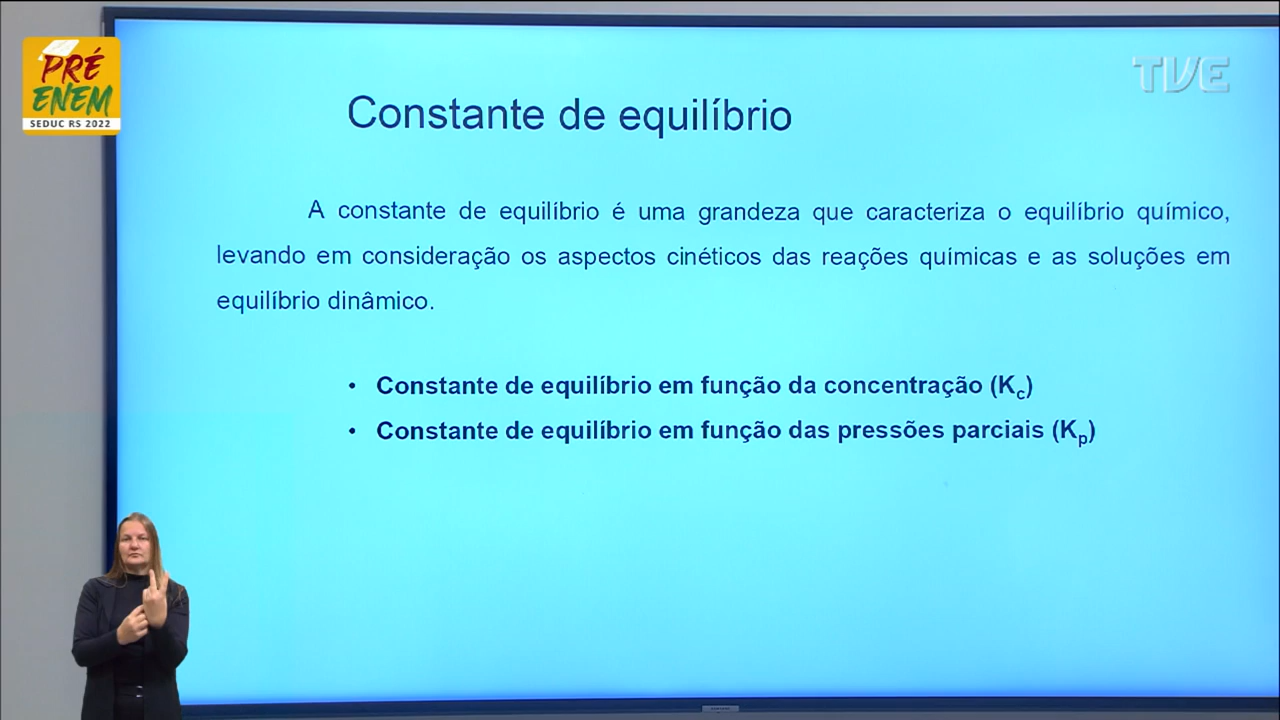 PRÉ
ENEM
SEDUC RS 2022
TVE
Constante de equilíbrio
A constante de equilíbrio é uma grandeza que caracteriza o equilíbrio químico,
levando em consideração os aspectos cinéticos das reações químicas e as soluções em
equilíbrio dinâmico.
• Constante de equilíbrio em função da concentração (Kc)
• Constante de equilíbrio em função das pressões parciais (Kp)